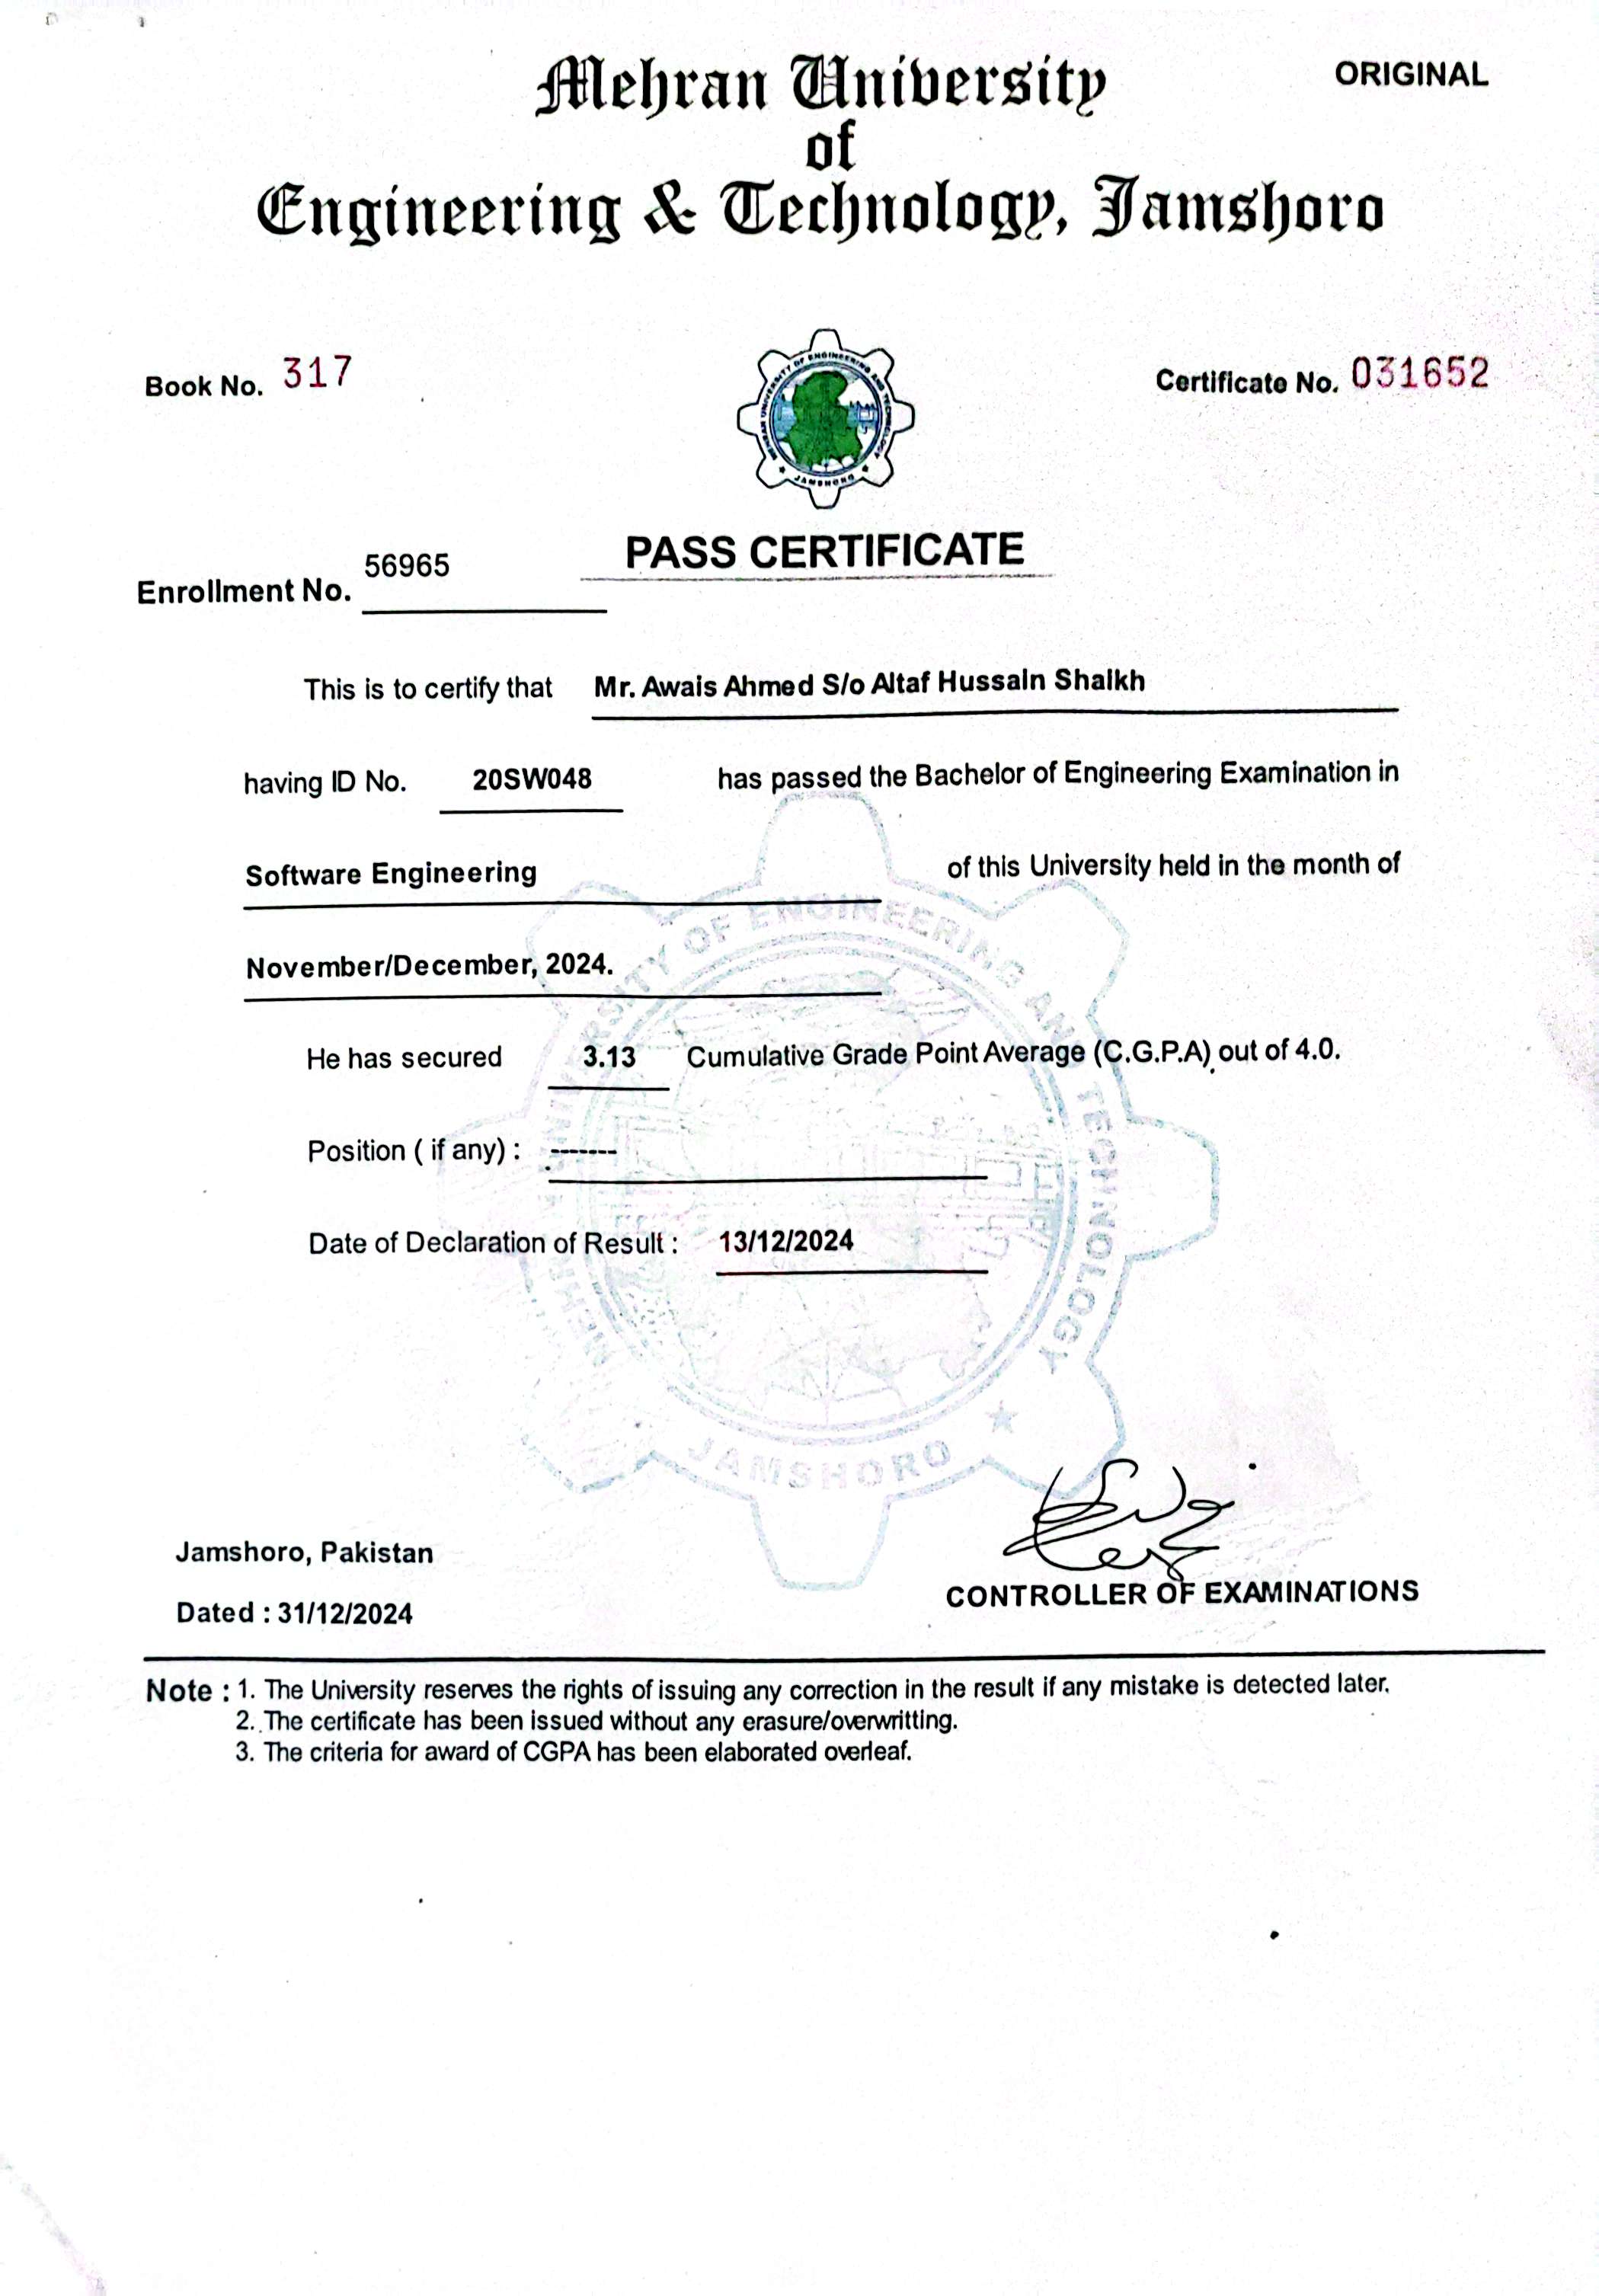 ORIGINAL
Mehran University
of
Engineering & Technology, Jamshoro
Book No. 317
Certificate No. 031652
MEHRAN UNIVERSITY OF ENGINEERING AND TECHNOLOGY
JAMSHORO
PASS CERTIFICATE
Enrollment No. 56965
This is to certify that Mr. Awais Ahmed S/o Altaf Hussain Shaikh
having ID No. 20SW048 has passed the Bachelor of Engineering Examination in
Software Engineering of this University held in the month of
November/December, 2024.
He has secured 3.13 Cumulative Grade Point Average (C.G.P.A) out of 4.0.
Position ( if any) : -------
Date of Declaration of Result : 13/12/2024
MEHRAN UNIVERSITY OF ENGINEERING AND TECHNOLOGY
JAMSHORO
Jamshoro, Pakistan
Dated : 31/12/2024
CONTROLLER OF EXAMINATIONS
Note : 1. The University reserves the rights of issuing any correction in the result if any mistake is detected later.
2. The certificate has been issued without any erasure/overwritting.
3. The criteria for award of CGPA has been elaborated overleaf.